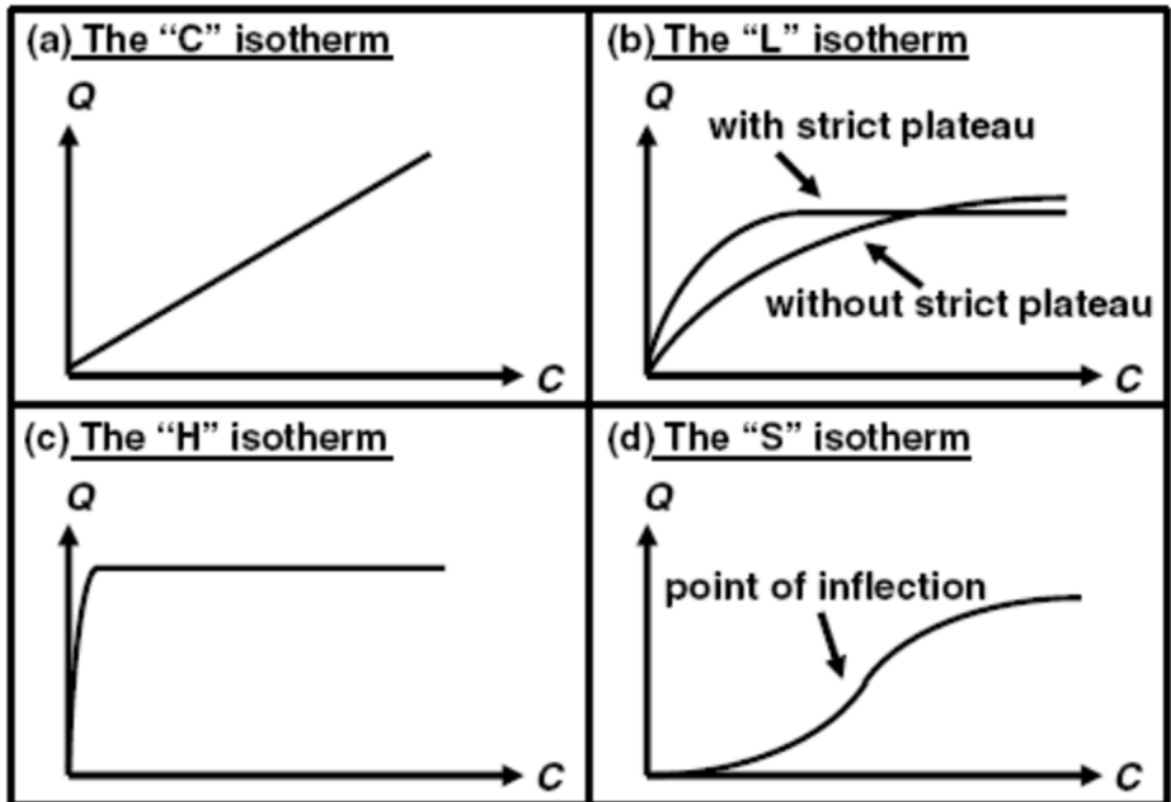 (a) The “C” isotherm
Q
C
(b) The “L” isotherm
Q
with strict plateau
without strict plateau
C
(c) The “H” isotherm
Q
C
(d) The “S” isotherm
Q
point of inflection
C